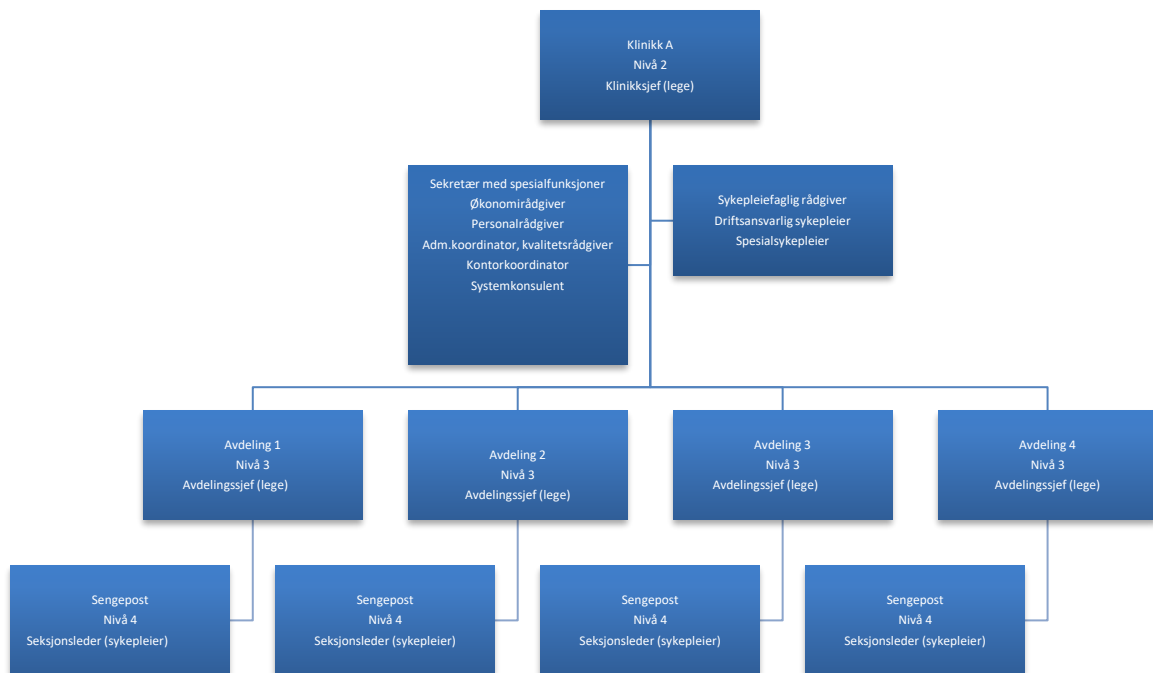 Klinikk A
Nivå 2
Klinikksjef (lege)
Sekretær med spesialfunksjoner
Økonomirådgiver
Personalrådgiver
Adm.koordinator, kvalitetsrådgiver
Kontorkoordinator
Systemkonsulent
Sykepleiefaglig rådgiver
Driftsansvarlig sykepleier
Spesialsykepleier
Avdeling 1
Nivå 3
Avdelingssjef (lege)
Avdeling 2
Nivå 3
Avdelingssjef (lege)
Avdeling 3
Nivå 3
Avdelingssjef (lege)
Avdeling 4
Nivå 3
Avdelingssjef (lege)
Sengepost
Nivå 4
Seksjonsleder (sykepleier)
Sengepost
Nivå 4
Seksjonsleder (sykepleier)
Sengepost
Nivå 4
Seksjonsleder (sykepleier)
Sengepost
Nivå 4
Seksjonsleder (sykepleier)